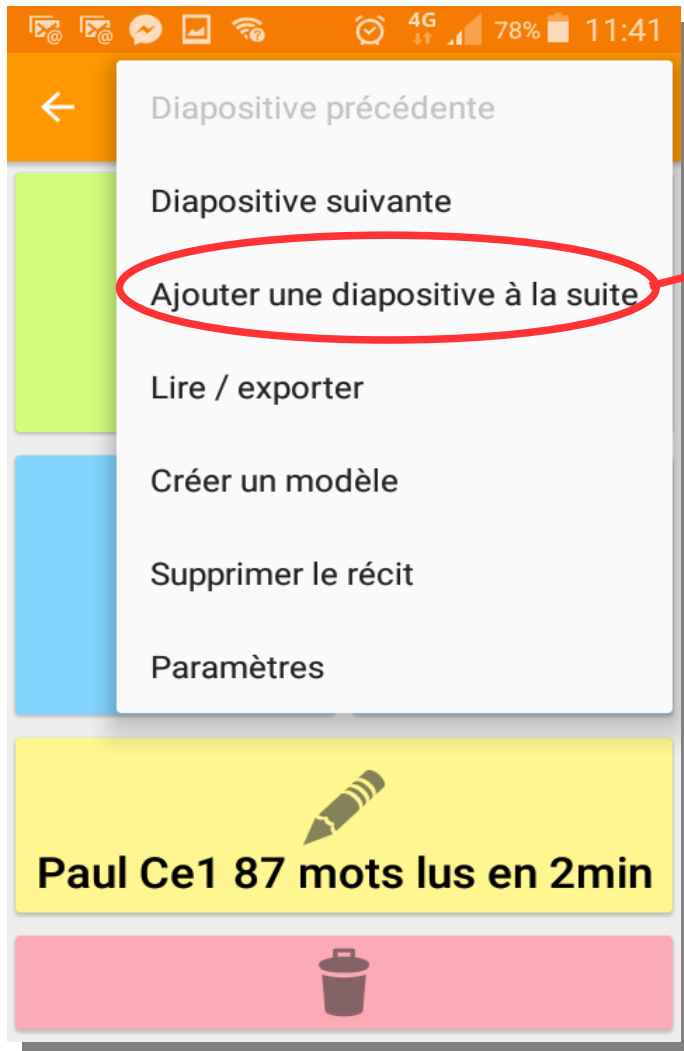 4G 78% 11:41
Diapositive précédente
Diapositive suivante
Ajouter une diapositive à la suite
Lire / exporter
Créer un modèle
Supprimer le récit
Paramètres
Paul Ce1 87 mots lus en 2min